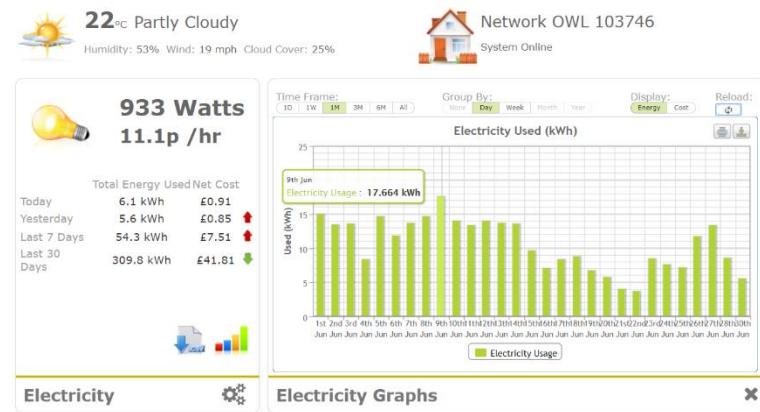 22°C Partly Cloudy
Humidity: 53% Wind: 19 mph Cloud Cover: 25%
Network OWL 103746
System Online
933 Watts
11.1p /hr
Total Energy Used Net Cost
Today 6.1 kWh £0.91
Yesterday 5.6 kWh £0.85
Last 7 Days 54.3 kWh £7.51
Last 30 Days 309.8 kWh £41.81
Electricity
Time Frame: Group By: Display: Reload:
1D 1W 1M 3M 6M All None Day Week Month Year Energy Cost
Electricity Used (kWh)
25
9th Jun
Electricity Usage : 17.664 kWh
15
10
5
0
Used (kWh)
1st 2nd 3rd 4th 5th 6th 7th 8th 9th 10th 11th 12th 13th 14th 15th 16th 17th 18th 19th 20th 21st 22nd 23rd 24th 25th 26th 27th 28th 30th
Jun Jun Jun Jun Jun Jun Jun Jun Jun Jun Jun Jun Jun Jun Jun Jun Jun Jun Jun Jun Jun Jun Jun Jun Jun Jun Jun Jun Jun
Electricity Usage
Electricity Graphs